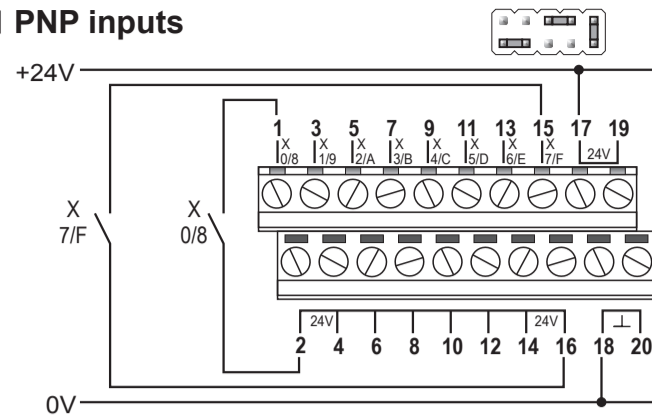 PNP inputs
+24V
1 3 5 7 9 11 13 15 17 19
X X X X X X X X
0/8 1/9 2/A 3/B 4/C 5/D 6/E 7/F 24V
X X
7/F 0/8
24V 24V ⊥
2 4 6 8 10 12 14 16 18 20
0V